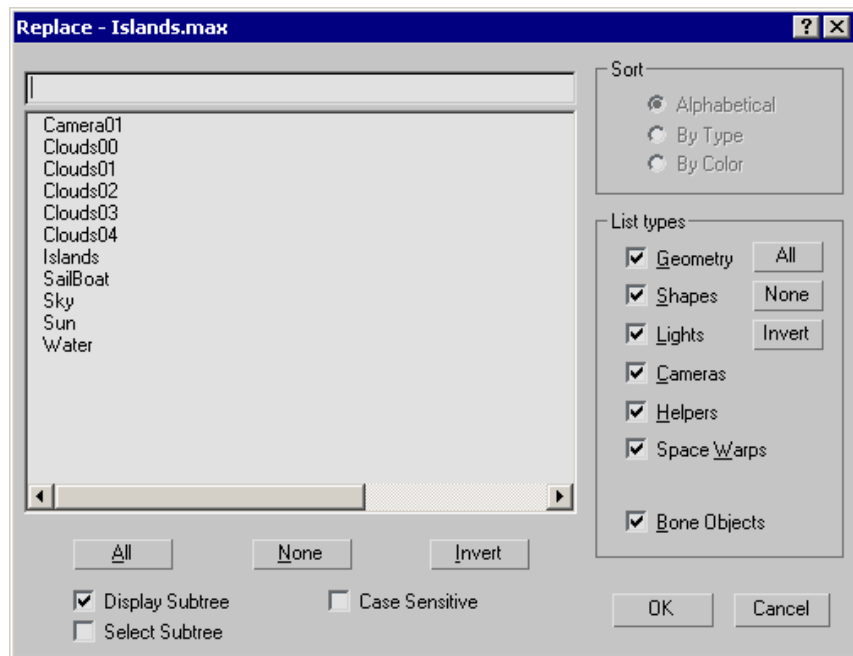 Replace - Islands.max
Camera01
Clouds00
Clouds01
Clouds02
Clouds03
Clouds04
Islands
SailBoat
Sky
Sun
Water
All None Invert
Display Subtree Case Sensitive
Select Subtree
Sort
Alphabetical
By Type
By Color
List types
Geometry All
Shapes None
Lights Invert
Cameras
Helpers
Space Warps
Bone Objects
OK Cancel